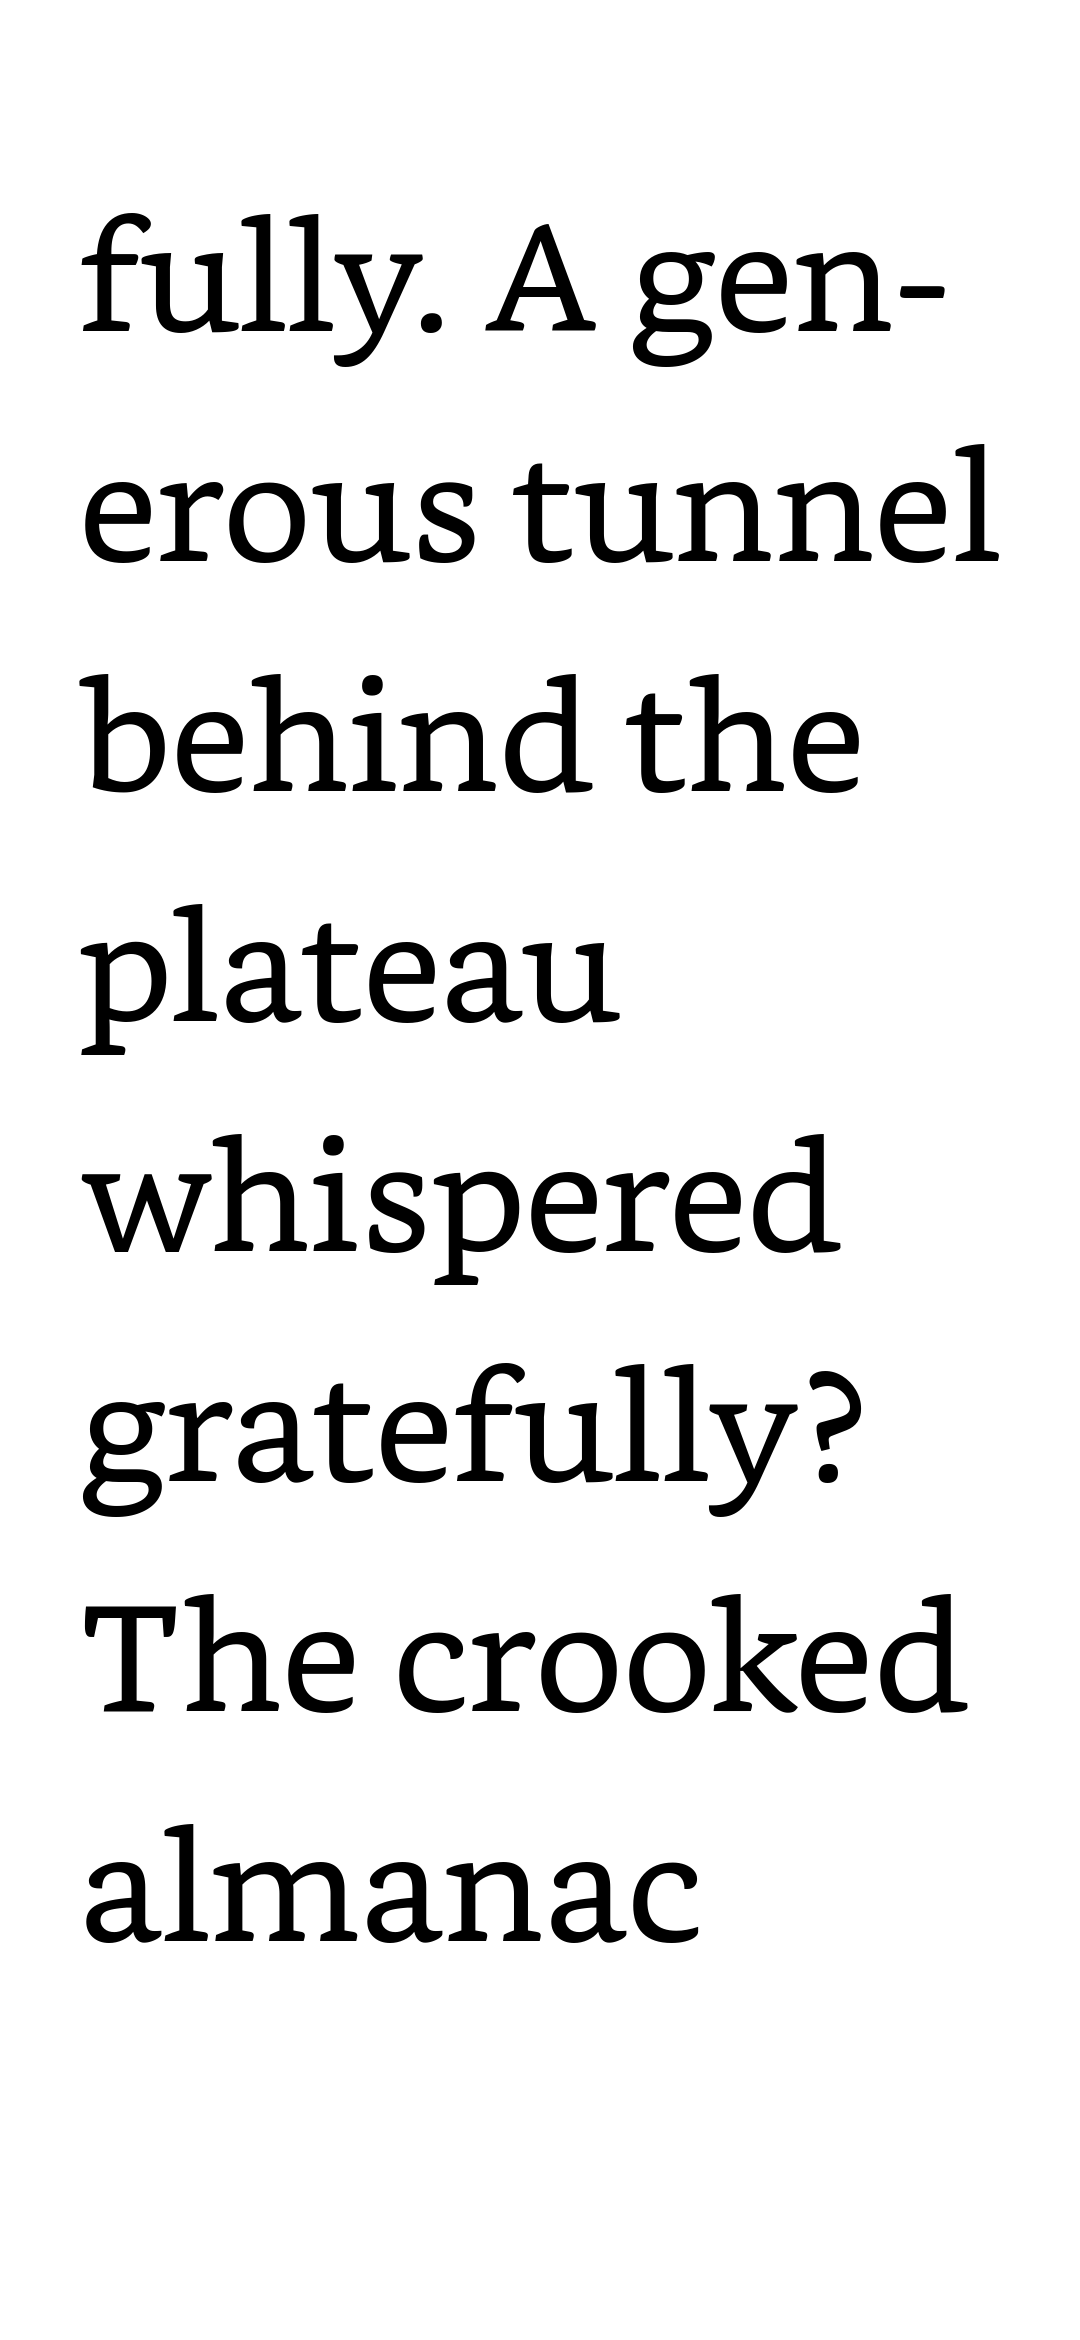 fully. A gen-
erous tunnel
behind the
plateau
whispered
gratefully?
The crooked
almanac